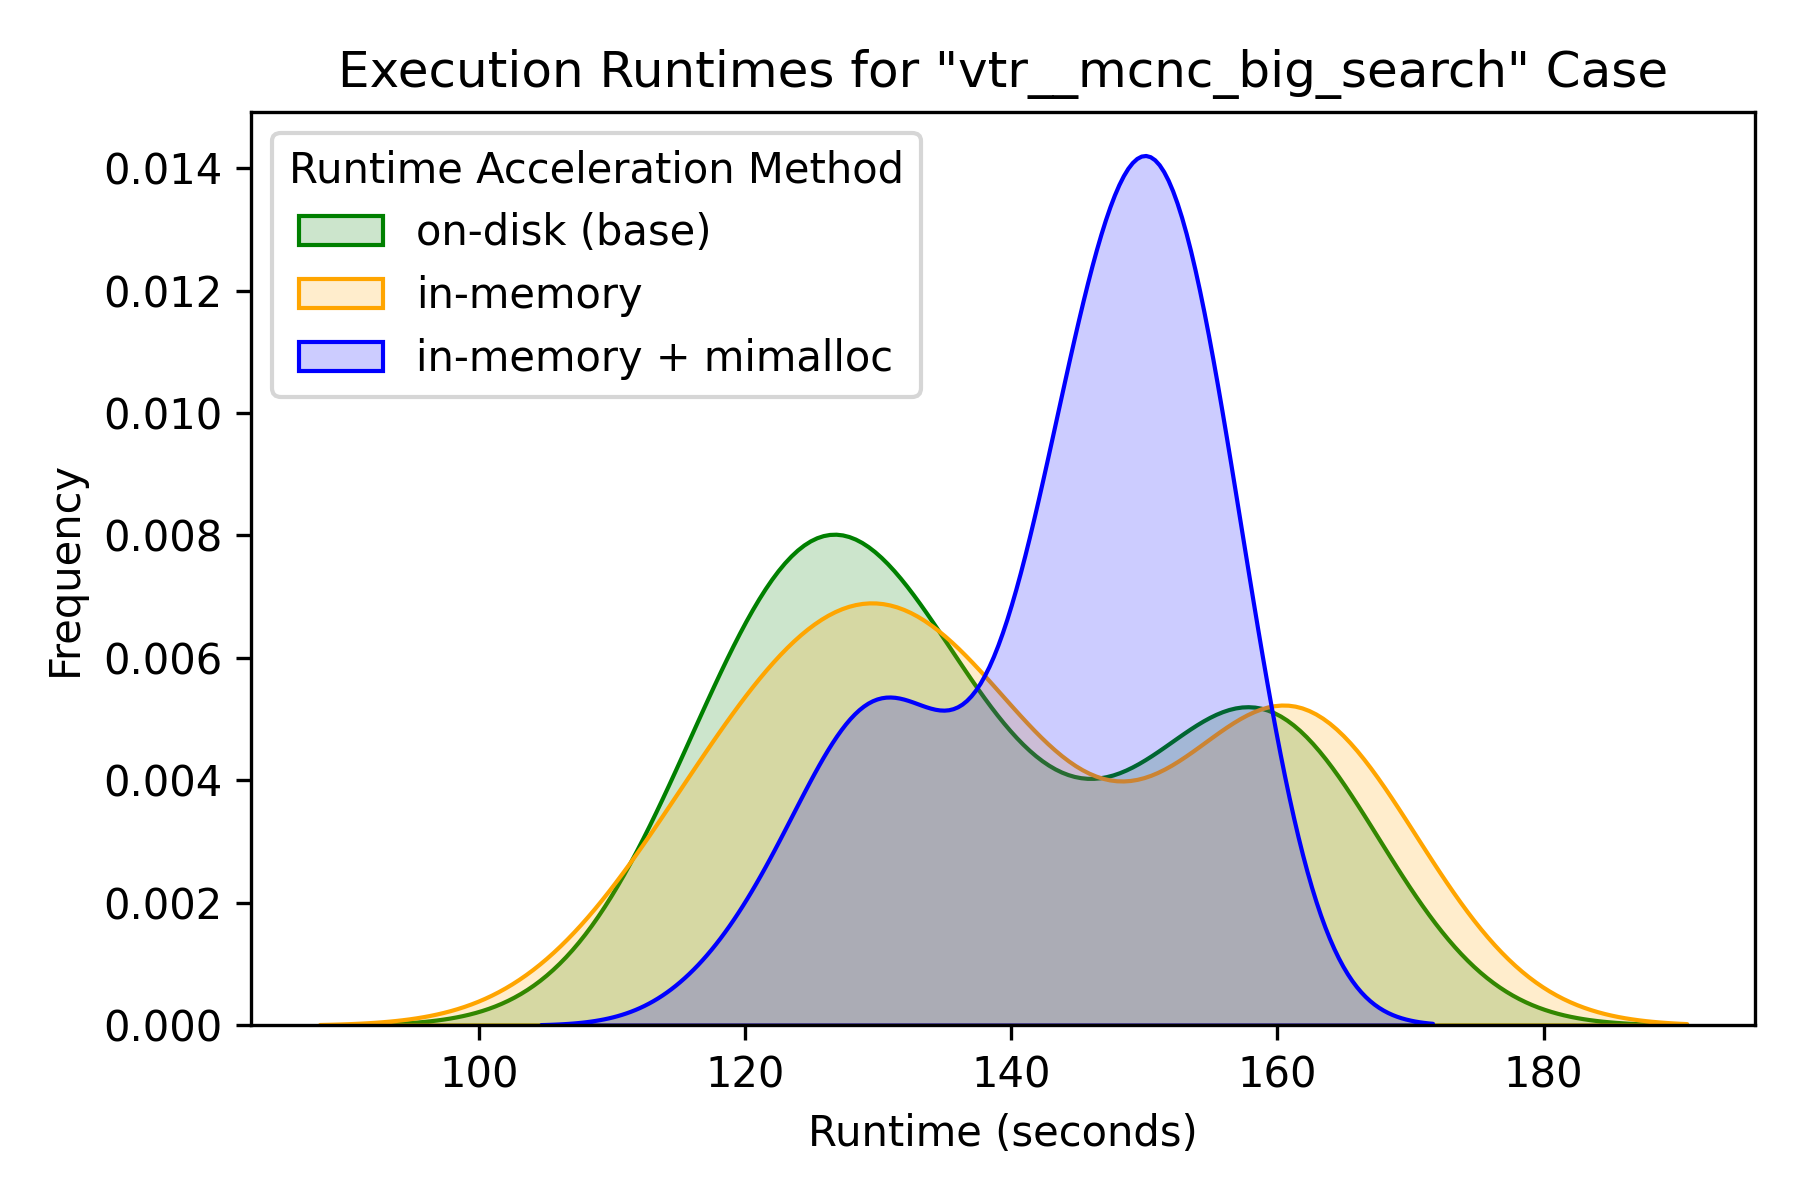 Execution Runtimes for "vtr__mcnc_big_search" Case
Runtime Acceleration Method
on-disk (base)
in-memory
in-memory + mimalloc
0.014
0.012
0.010
0.008
0.006
0.004
0.002
0.000
Frequency
100 120 140 160 180
Runtime (seconds)